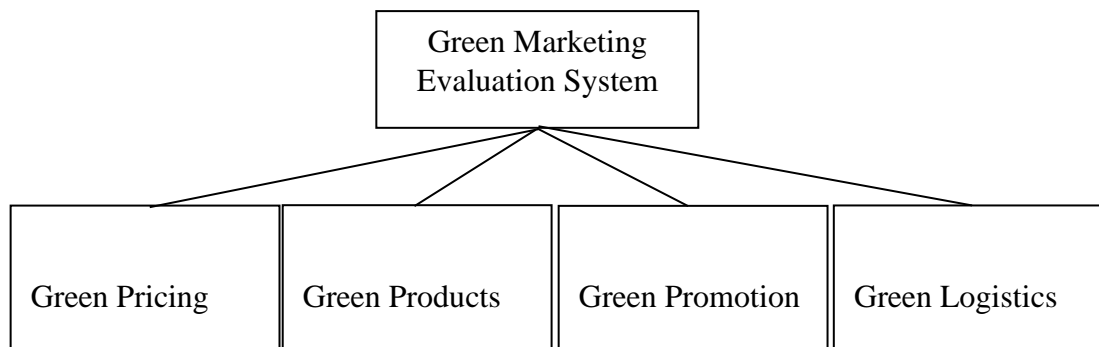 Green Marketing
Evaluation System
Green Pricing
Green Products
Green Promotion
Green Logistics